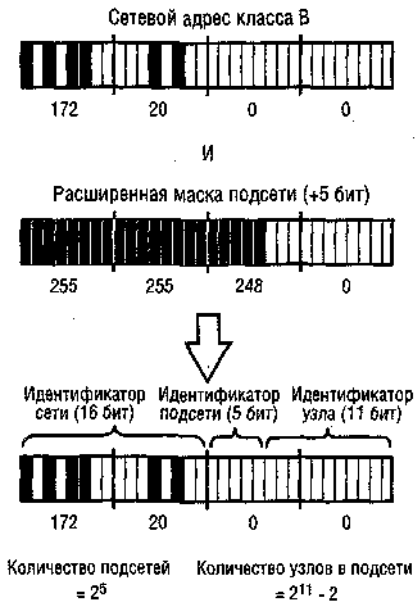 Сетевой адрес класса В
172 20 0 0
И
Расширенная маска подсети (+5 бит)
255 255 248 0
Идентификатор сети (16 бит)
Идентификатор подсети (5 бит)
Идентификатор узла (11 бит)
172 20 0 0
Количество подсетей
= 2⁵
Количество узлов в подсети
= 2¹¹ - 2